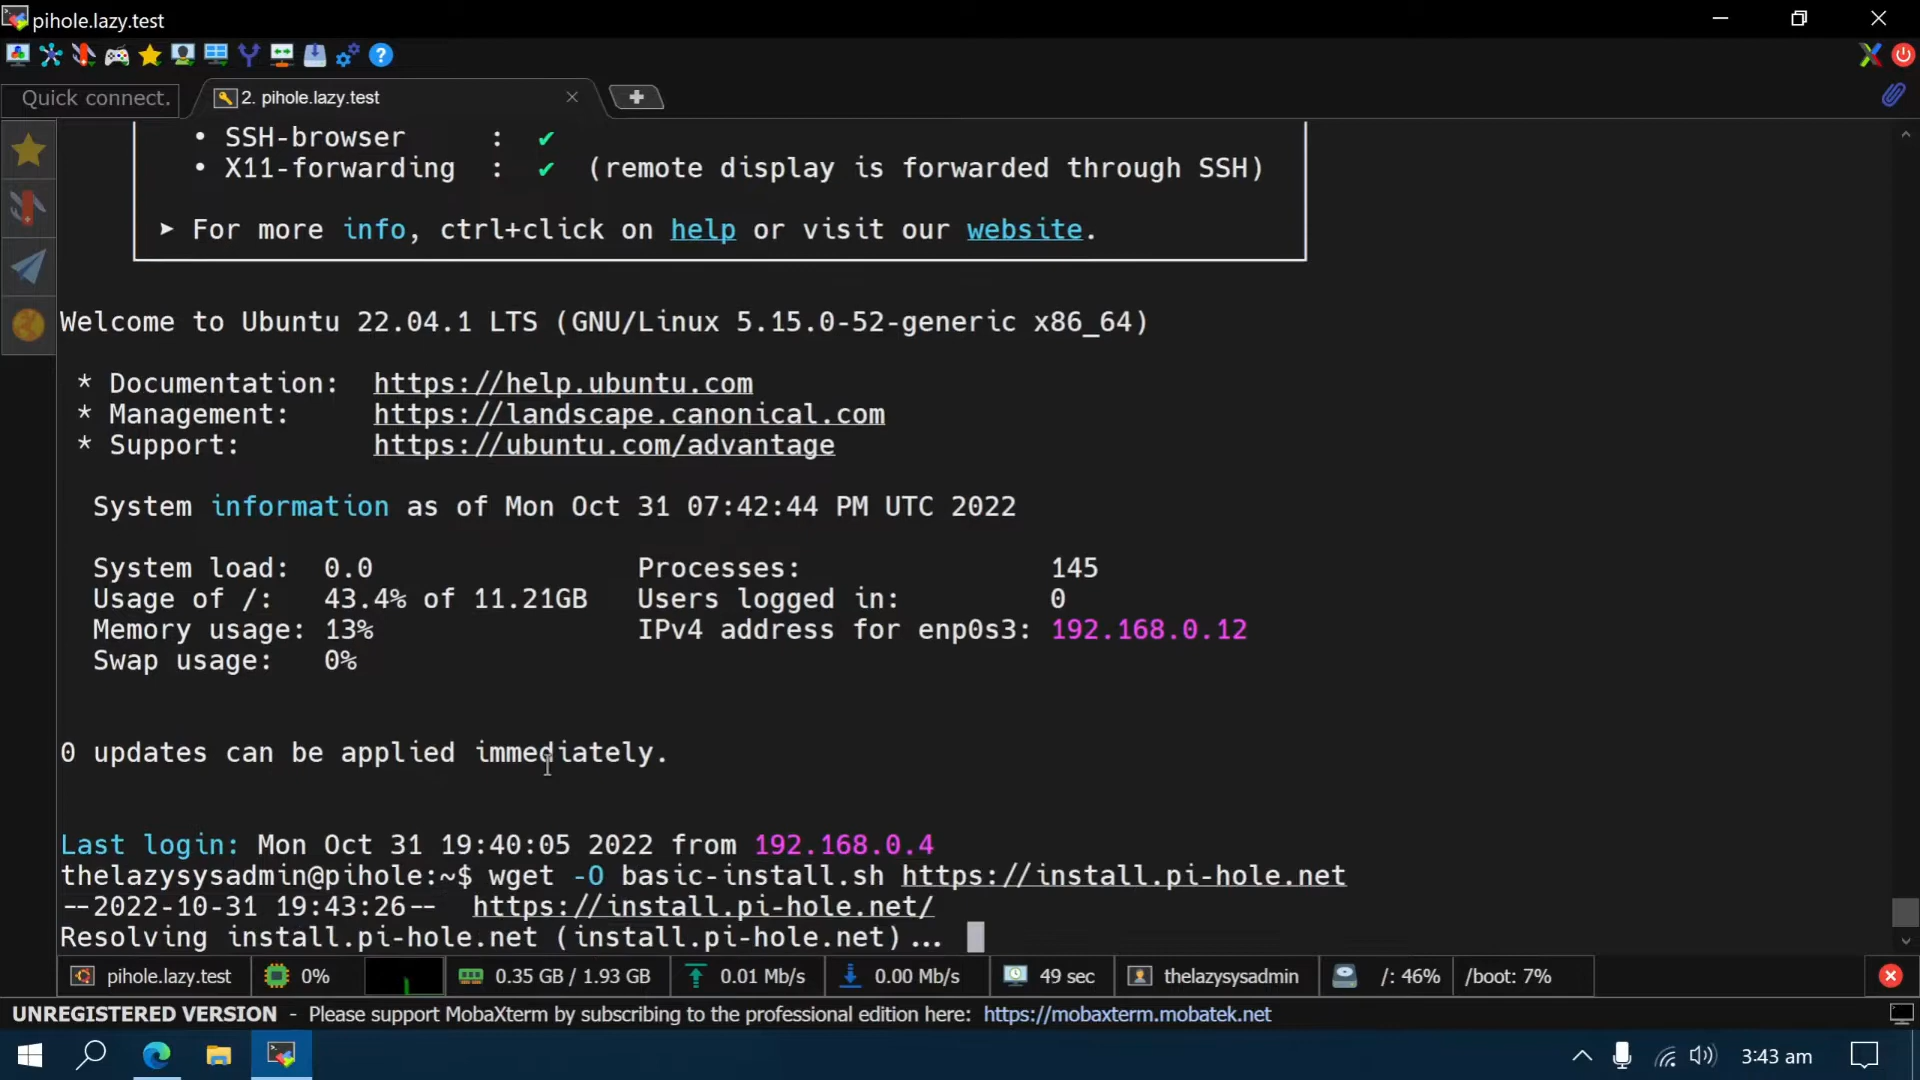 pihole.lazy.test
Quick connect.
2. pihole.lazy.test
• SSH-browser : ✔
• X11-forwarding : ✔ (remote display is forwarded through SSH)
➤ For more info, ctrl+click on help or visit our website.
Welcome to Ubuntu 22.04.1 LTS (GNU/Linux 5.15.0-52-generic x86_64)
* Documentation: https://help.ubuntu.com
* Management: https://landscape.canonical.com
* Support: https://ubuntu.com/advantage
System information as of Mon Oct 31 07:42:44 PM UTC 2022
System load: 0.0 Processes: 145
Usage of /: 43.4% of 11.21GB Users logged in: 0
Memory usage: 13% IPv4 address for enp0s3: 192.168.0.12
Swap usage: 0%
0 updates can be applied immediately.
Last login: Mon Oct 31 19:40:05 2022 from 192.168.0.4
thelazysysadmin@pihole:~$ wget -O basic-install.sh https://install.pi-hole.net
--2022-10-31 19:43:26-- https://install.pi-hole.net/
Resolving install.pi-hole.net (install.pi-hole.net)...
pihole.lazy.test 0% 0.35 GB / 1.93 GB 0.01 Mb/s 0.00 Mb/s 49 sec thelazysysadmin /: 46% /boot: 7%
UNREGISTERED VERSION - Please support MobaXterm by subscribing to the professional edition here: https://mobaxterm.mobatek.net
3:43 am